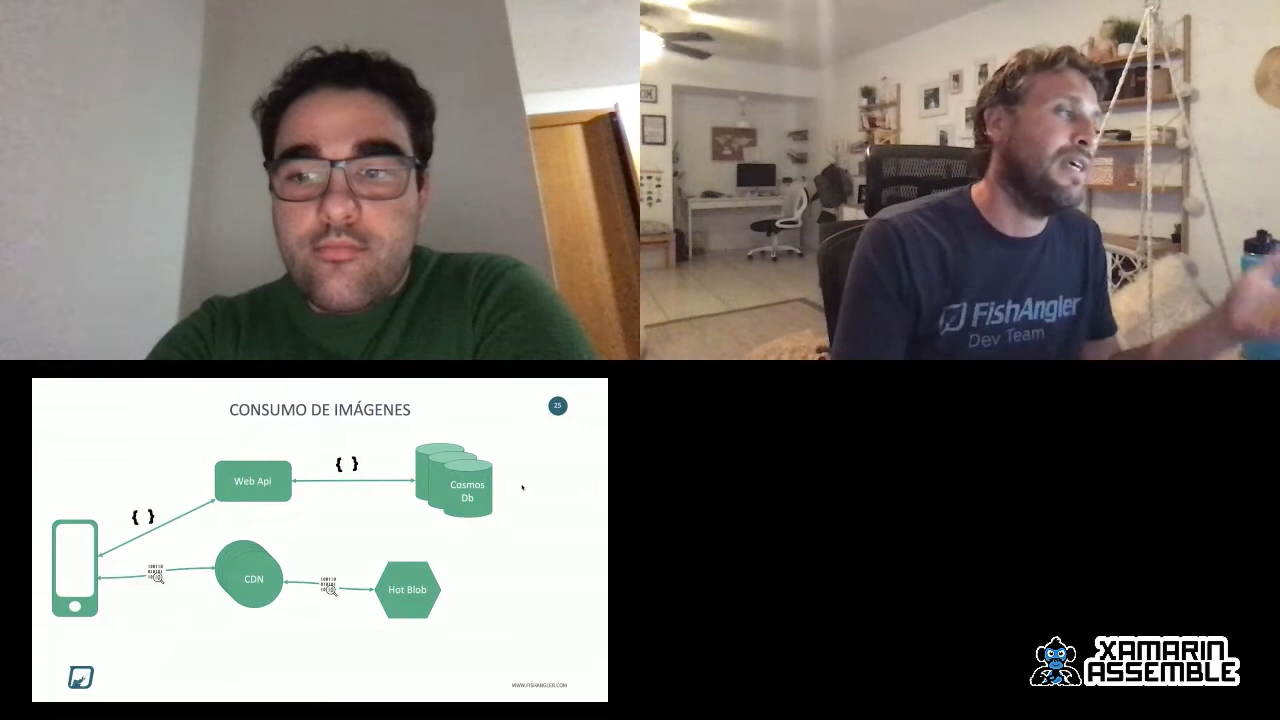 FishAngler
Dev Team
CONSUMO DE IMÁGENES
25
{ }
Web Api
Cosmos
Db
{ }
CDN
Hot Blob
WWW.FISHANGLER.COM
XAMARIN
ASSEMBLE